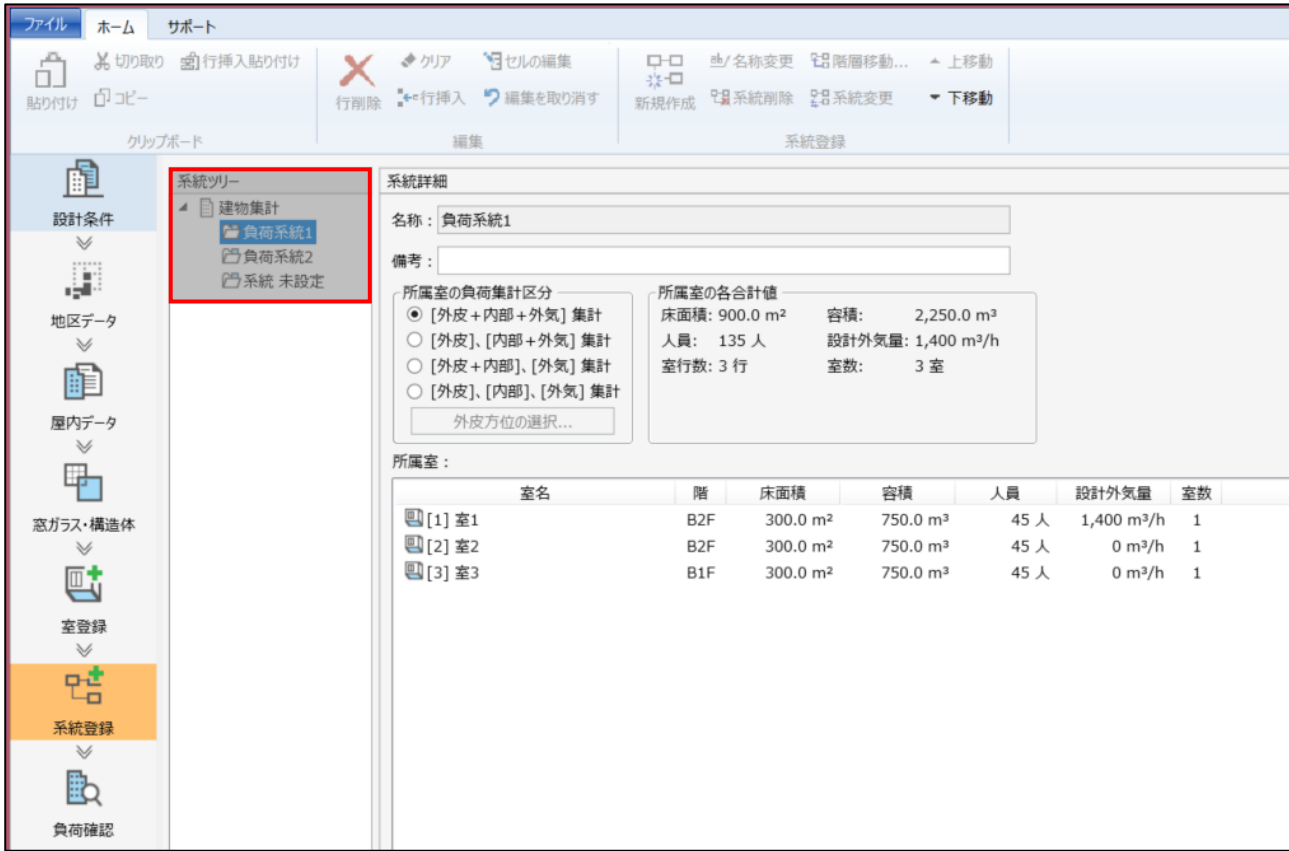 ファイル ホーム サポート
切り取り 行挿入貼り付け クリア セルの編集 名称変更 階層移動... 上移動
貼り付け コピー 行削除 行挿入 編集を取り消す 新規作成 系統削除 系統変更 下移動
クリップボード 編集 系統登録
設計条件
地区データ
屋内データ
窓ガラス・構造体
室登録
系統登録
負荷確認
系統ツリー
建物集計
負荷系統1
負荷系統2
系統 未設定
系統詳細
名称： 負荷系統1
備考：
所属室の負荷集計区分
[外皮＋内部＋外気] 集計
[外皮]、[内部＋外気] 集計
[外皮＋内部]、[外気] 集計
[外皮]、[内部]、[外気] 集計
外皮方位の選択...
所属室の各合計値
床面積: 900.0 m² 容積: 2,250.0 m³
人員: 135 人 設計外気量: 1,400 m³/h
室行数: 3 行 室数: 3 室
所属室：
室名 階 床面積 容積 人員 設計外気量 室数
[1] 室1 B2F 300.0 m² 750.0 m³ 45 人 1,400 m³/h 1
[2] 室2 B2F 300.0 m² 750.0 m³ 45 人 0 m³/h 1
[3] 室3 B1F 300.0 m² 750.0 m³ 45 人 0 m³/h 1